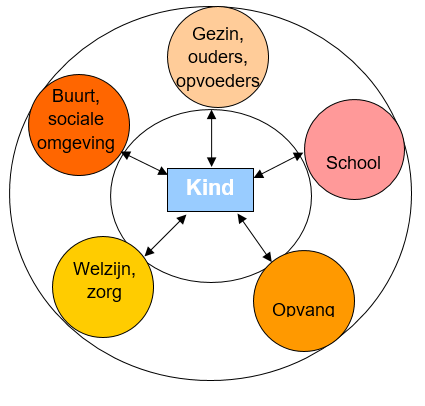 Gezin,
ouders,
opvoeders
Buurt,
sociale
omgeving
School
Kind
Welzijn,
zorg
Opvang